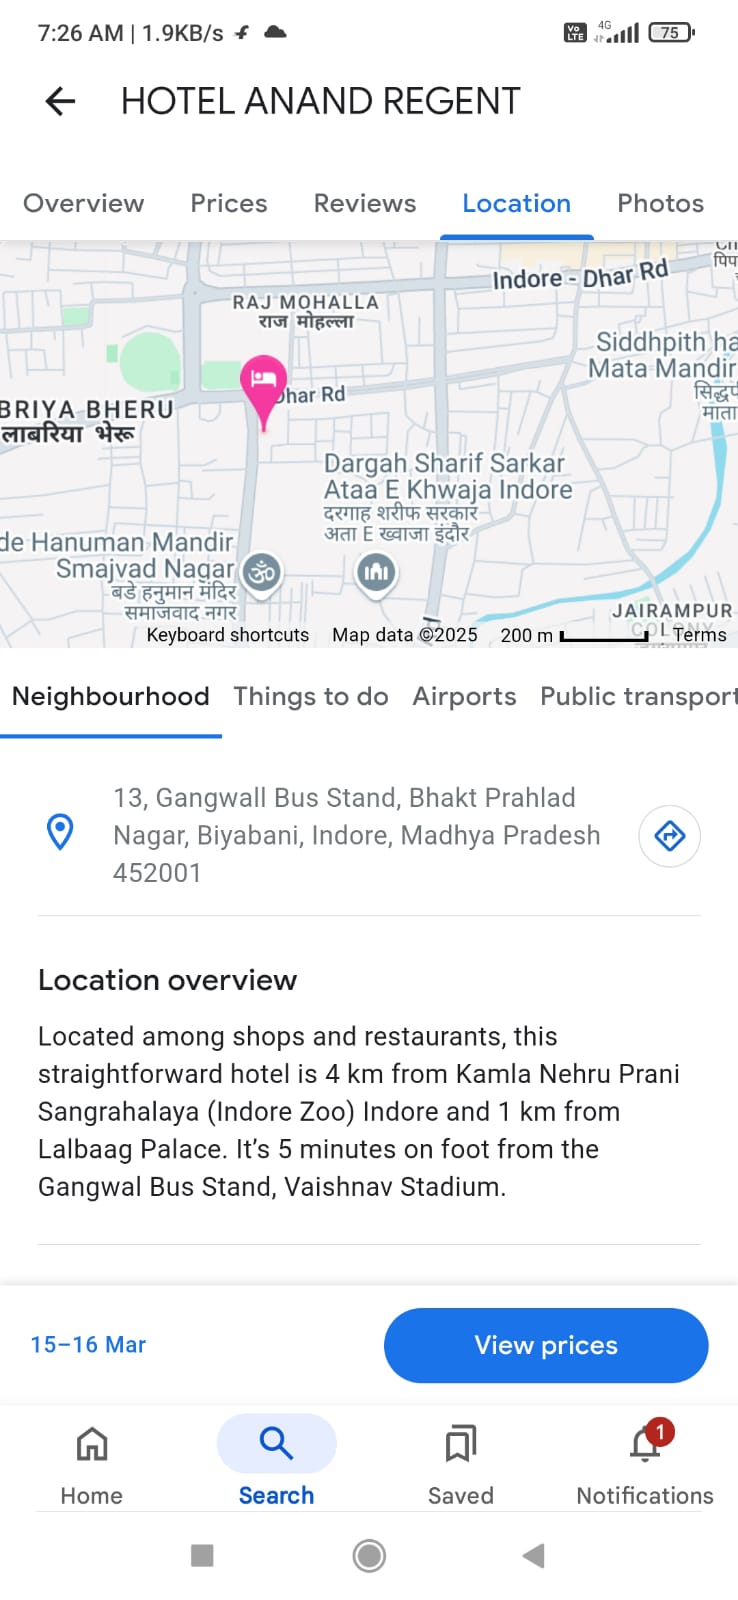 7:26 AM | 1.9KB/s
Vo LTE 4G 75
HOTEL ANAND REGENT
Overview Prices Reviews Location Photos
Indore - Dhar Rd
पिप
RAJ MOHALLA
राज मोहल्ला
Siddhpith ha
Mata Mandir
सिद्धप
माता
Dhar Rd
BRIYA BHERU
लाबरिया भेरू
Dargah Sharif Sarkar
Ataa E Khwaja Indore
दरगाह शरीफ सरकार
अता E ख्वाजा इंदौर
de Hanuman Mandir
Smajvad Nagar
बडे हनुमान मंदिर
समाजवाद नगर
JAIRAMPUR
COLONY
Keyboard shortcuts Map data ©2025 200 m Terms
Neighbourhood Things to do Airports Public transport
13, Gangwall Bus Stand, Bhakt Prahlad
Nagar, Biyabani, Indore, Madhya Pradesh
452001
Location overview
Located among shops and restaurants, this
straightforward hotel is 4 km from Kamla Nehru Prani
Sangrahalaya (Indore Zoo) Indore and 1 km from
Lalbaag Palace. It’s 5 minutes on foot from the
Gangwal Bus Stand, Vaishnav Stadium.
15–16 Mar
View prices
1
Home Search Saved Notifications